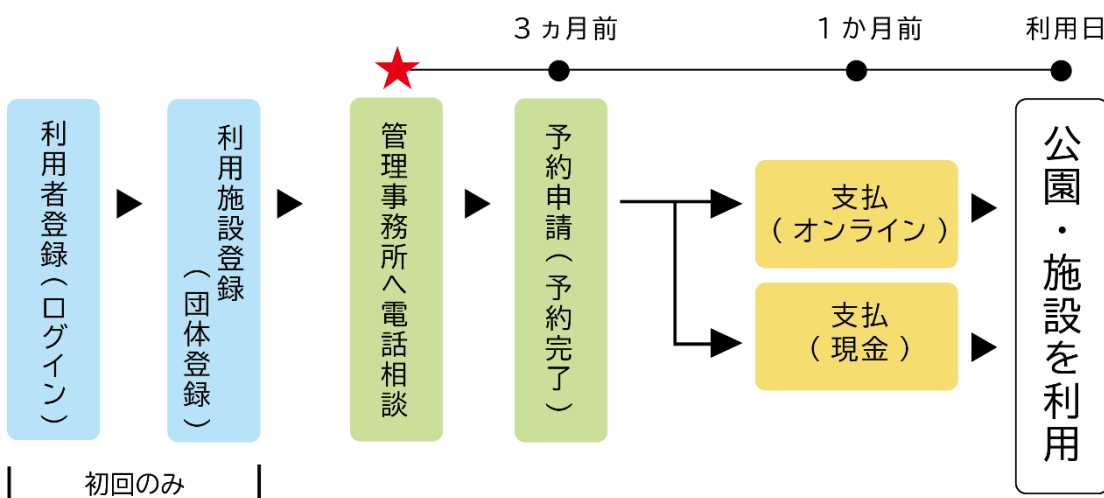 3ヵ月前
1か月前
利用日
利用者登録(ログイン)
利用施設登録
(団体登録)
管理事務所へ電話相談
予約申請(予約完了)
支払
(オンライン)
支払
(現金)
公園・施設を利用
初回のみ